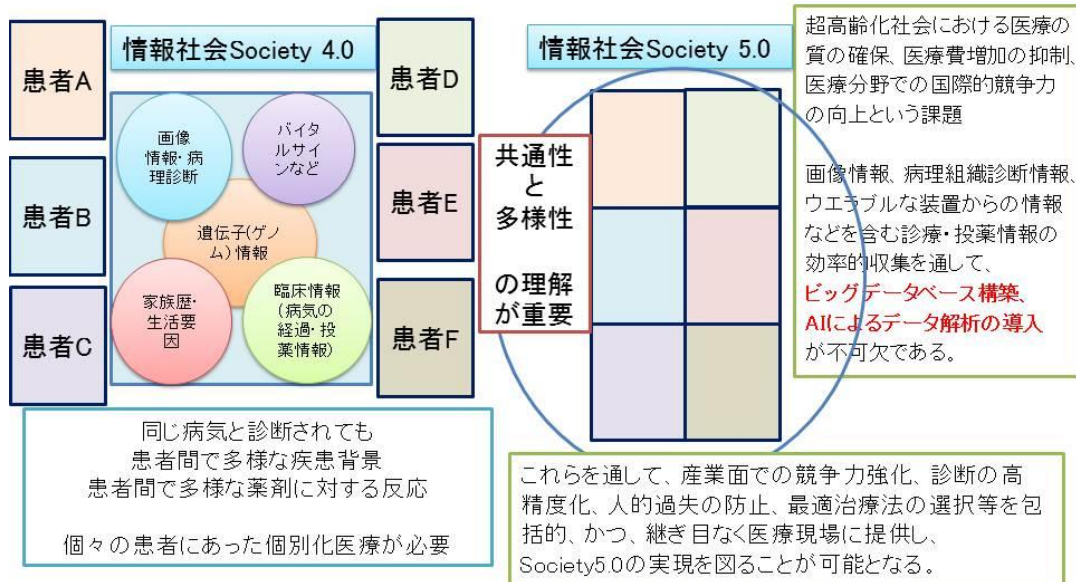 情報社会Society 4.0
患者A
患者B
患者C
画像
情報・病
理診断
バイタ
ルサイ
ンなど
遺伝子(ゲノ
ム)情報
家族歴・
生活要
因
臨床情報
(病気の
経過・投
薬情報)
患者D
患者E
患者F
同じ病気と診断されても
患者間で多様な疾患背景
患者間で多様な薬剤に対する反応
個々の患者にあった個別化医療が必要
情報社会Society 5.0
共通性
と
多様性
の理解
が重要
超高齢化社会における医療の
質の確保、医療費増加の抑制、
医療分野での国際的競争力
の向上という課題
画像情報、病理組織診断情報、
ウエラブルな装置からの情報
などを含む診療・投薬情報の
効率的収集を通して、
ビッグデータベース構築、
AIによるデータ解析の導入
が不可欠である。
これらを通して、産業面での競争力強化、診断の高
精度化、人的過失の防止、最適治療法の選択等を包
括的、かつ、継ぎ目なく医療現場に提供し、
Society5.0の実現を図ることが可能となる。